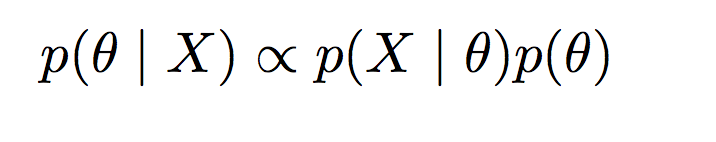 p(θ | X) ∝ p(X | θ)p(θ)